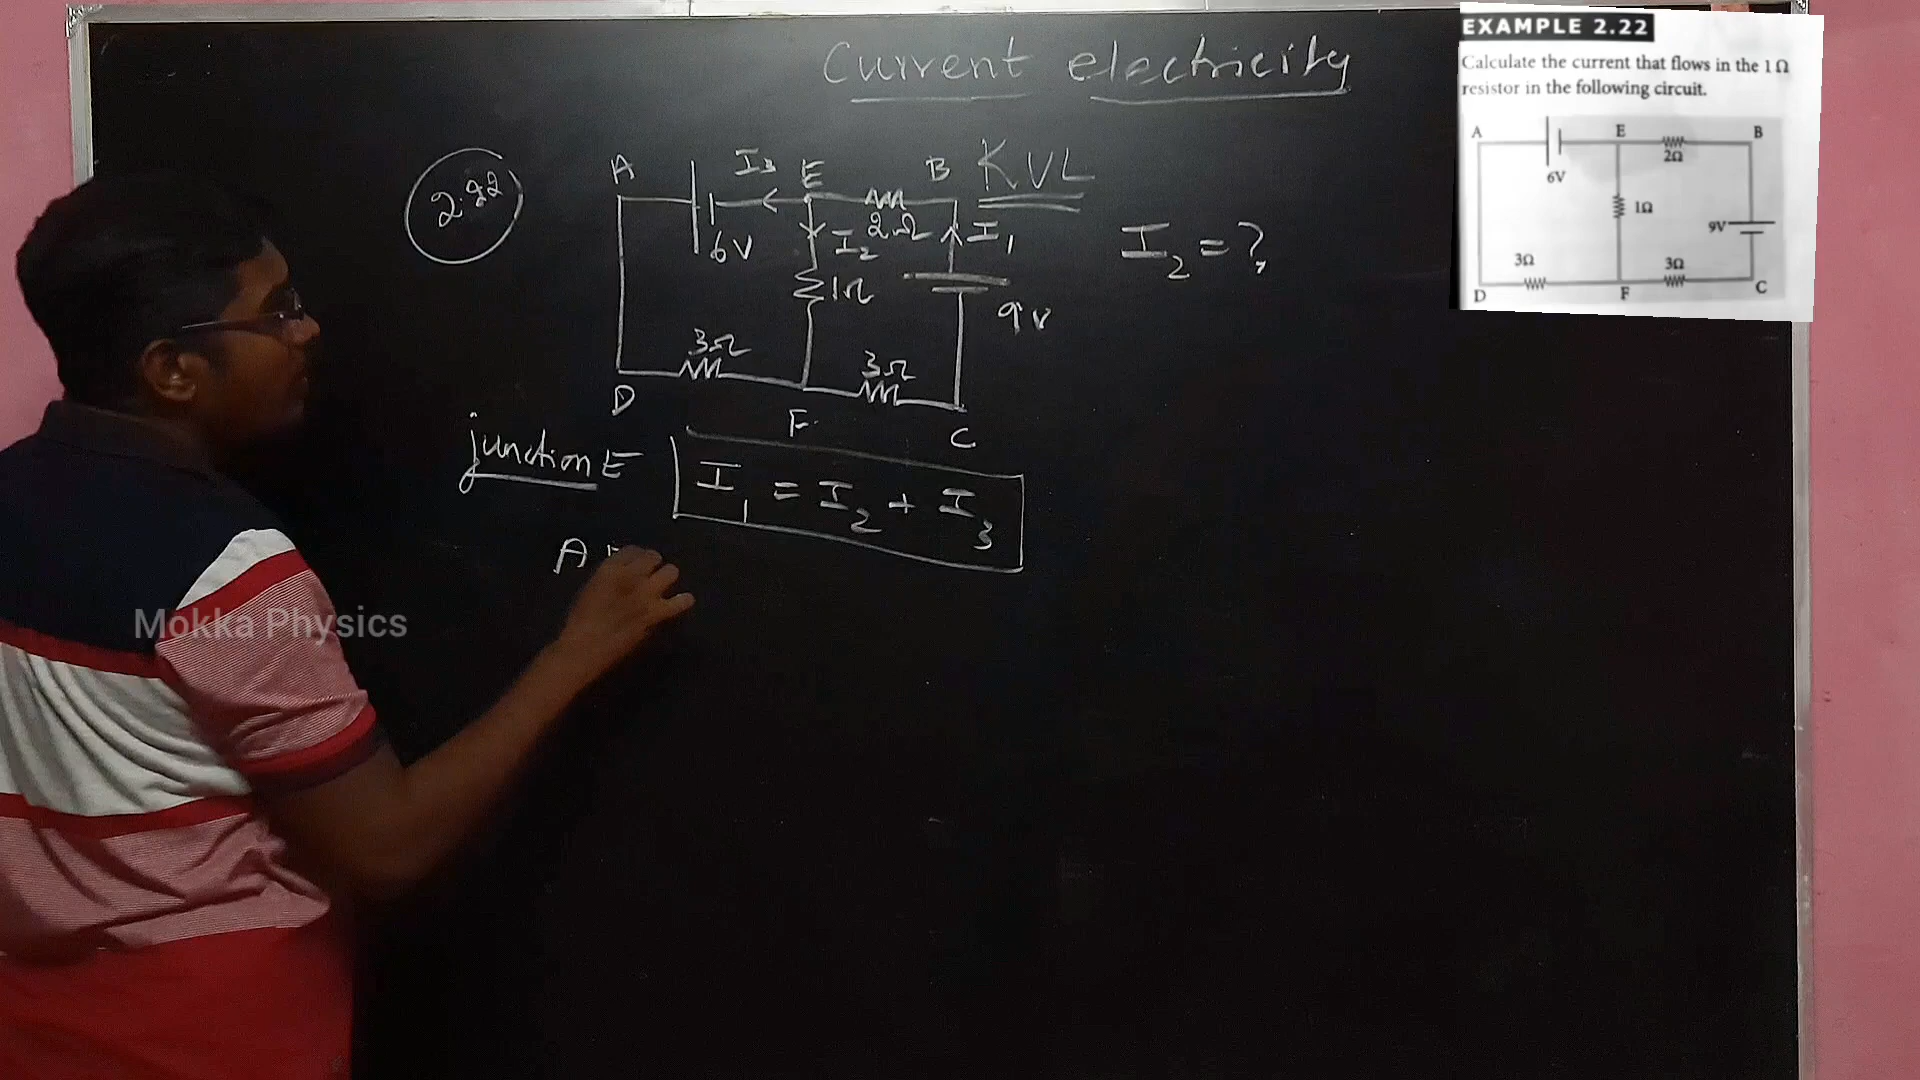 Current electricity
2.22
A I3 E B KVL
6V I2 2Ω I1
I2 = ?
1Ω
9V
3Ω 3Ω
D F C
junction E I1 = I2 + I3
A
Mokka Physics
EXAMPLE 2.22
Calculate the current that flows in the 1Ω
resistor in the following circuit.
A E B
2Ω
6V
1Ω
9V
3Ω 3Ω
D F C